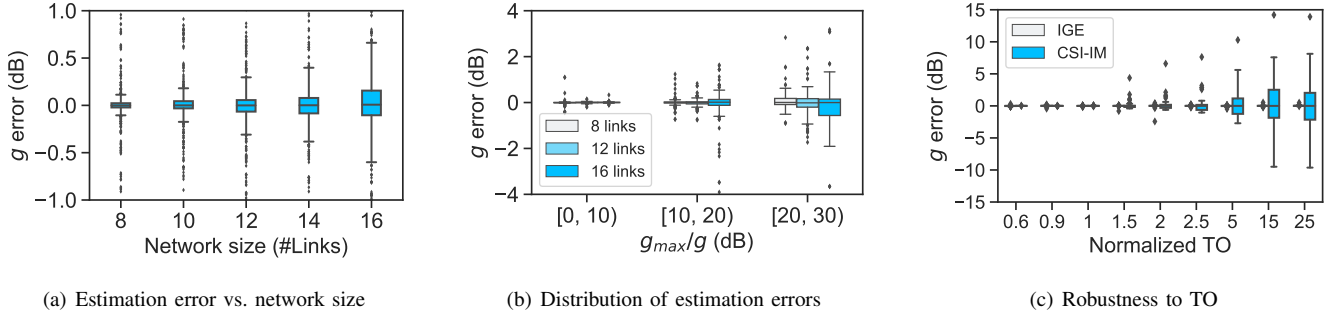 1.0
0.5
0.0
−0.5
−1.0
g error (dB)
8 10 12 14 16
Network size (#Links)
(a) Estimation error vs. network size
4
2
0
−2
−4
g error (dB)
8 links
12 links
16 links
[0, 10) [10, 20) [20, 30)
gmax/g (dB)
(b) Distribution of estimation errors
15
10
5
0
−5
−10
−15
g error (dB)
IGE
CSI-IM
0.6 0.9 1 1.5 2 2.5 5 15 25
Normalized TO
(c) Robustness to TO